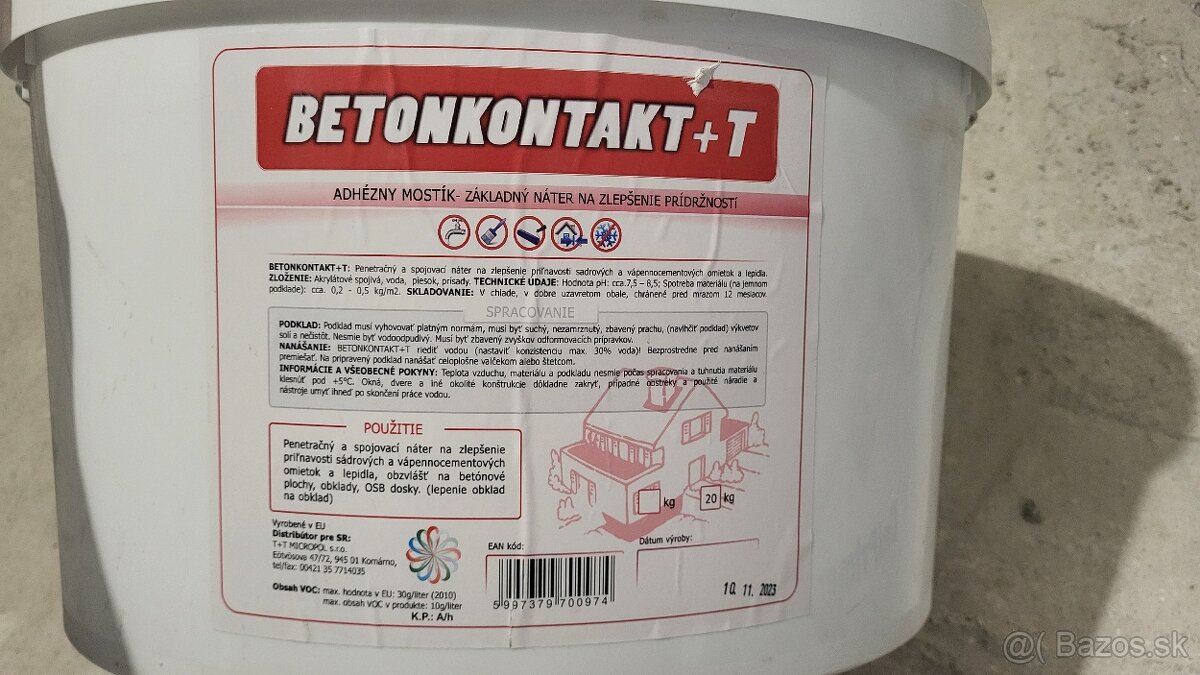 BETONKONTAKT+T
ADHÉZNY MOSTÍK- ZÁKLADNÝ NÁTER NA ZLEPŠENIE PRÍDRŽNOSTÍ
BETONKONTAKT+T: Penetračný a spojovací náter na zlepšenie priľnavosti sadrových a vápennocementových omietok a lepidla.
ZLOŽENIE: Akrylátové spojivá, voda, piesok, prísady. TECHNICKÉ ÚDAJE: Hodnota pH: cca.7,5 – 8,5; Spotreba materiálu (na jemnom
podklade): cca. 0,2 - 0,5 kg/m2. SKLADOVANIE: V chlade, v dobre uzavretom obale, chránené pred mrazom 12 mesiacov.
SPRACOVANIE
PODKLAD: Podklad musí vyhovovať platným normám, musí byť suchý, nezamrznutý, zbavený prachu, (navlhčiť podklad) výkvetov
solí a nečistôt. Nesmie byť vodoodpudivý. Musí byť zbavený zvyškov odformovacích prípravkov.
NANÁŠANIE: BETONKONTAKT+T riediť vodou (nastaviť konzistenciu max. 30% voda)! Bezprostredne pred nanášaním
premiešať. Na pripravený podklad nanášať celoplošne valčekom alebo štetcom.
INFORMÁCIE A VŠEOBECNÉ POKYNY: Teplota vzduchu, materiálu a podkladu nesmie počas spracovania a tuhnutia materiálu
klesnúť pod +5°C. Okná, dvere a iné okolité konštrukcie dôkladne zakryť, prípadné odstreky a použité náradie a
nástroje umyť ihneď po skončení práce vodou.
POUŽITIE
Penetračný a spojovací náter na zlepšenie
priľnavosti sádrových a vápennocementových
omietok a lepidla, obzvlášť na betónové
plochy, obklady, OSB dosky. (lepenie obklad
na obklad)
kg
20 kg
Vyrobené v EU
Distribútor pre SR:
T+T MICROPOL s.r.o.
Eötvösova 47/72, 945 01 Komárno,
tel/fax: 00421 35 7714035
EAN kód:
Dátum výroby:
Obsah VOC: max. hodnota v EU: 30g/liter (2010)
max. obsah VOC v produkte: 10g/liter
K.P.: A/h
5 997379 700974
10. 11. 2023
@( Bazos.sk